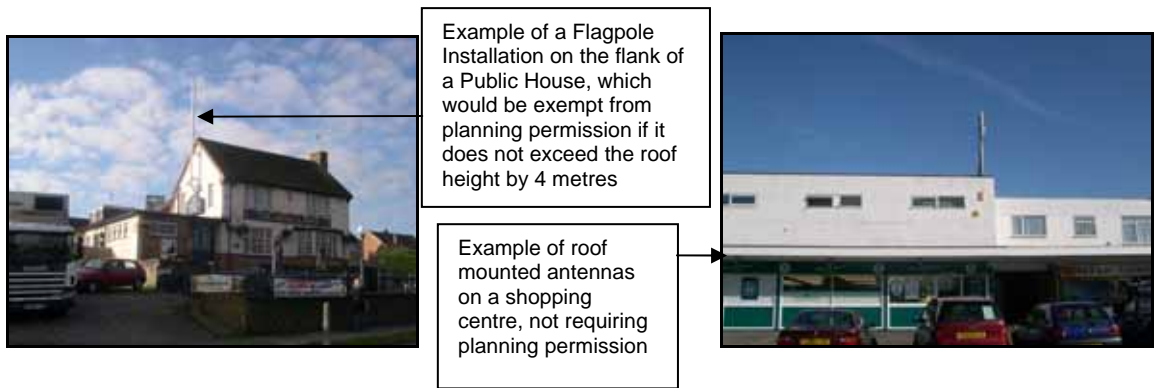 Example of a Flagpole
Installation on the flank of
a Public House, which
would be exempt from
planning permission if it
does not exceed the roof
height by 4 metres
Example of roof
mounted antennas
on a shopping
centre, not requiring
planning permission